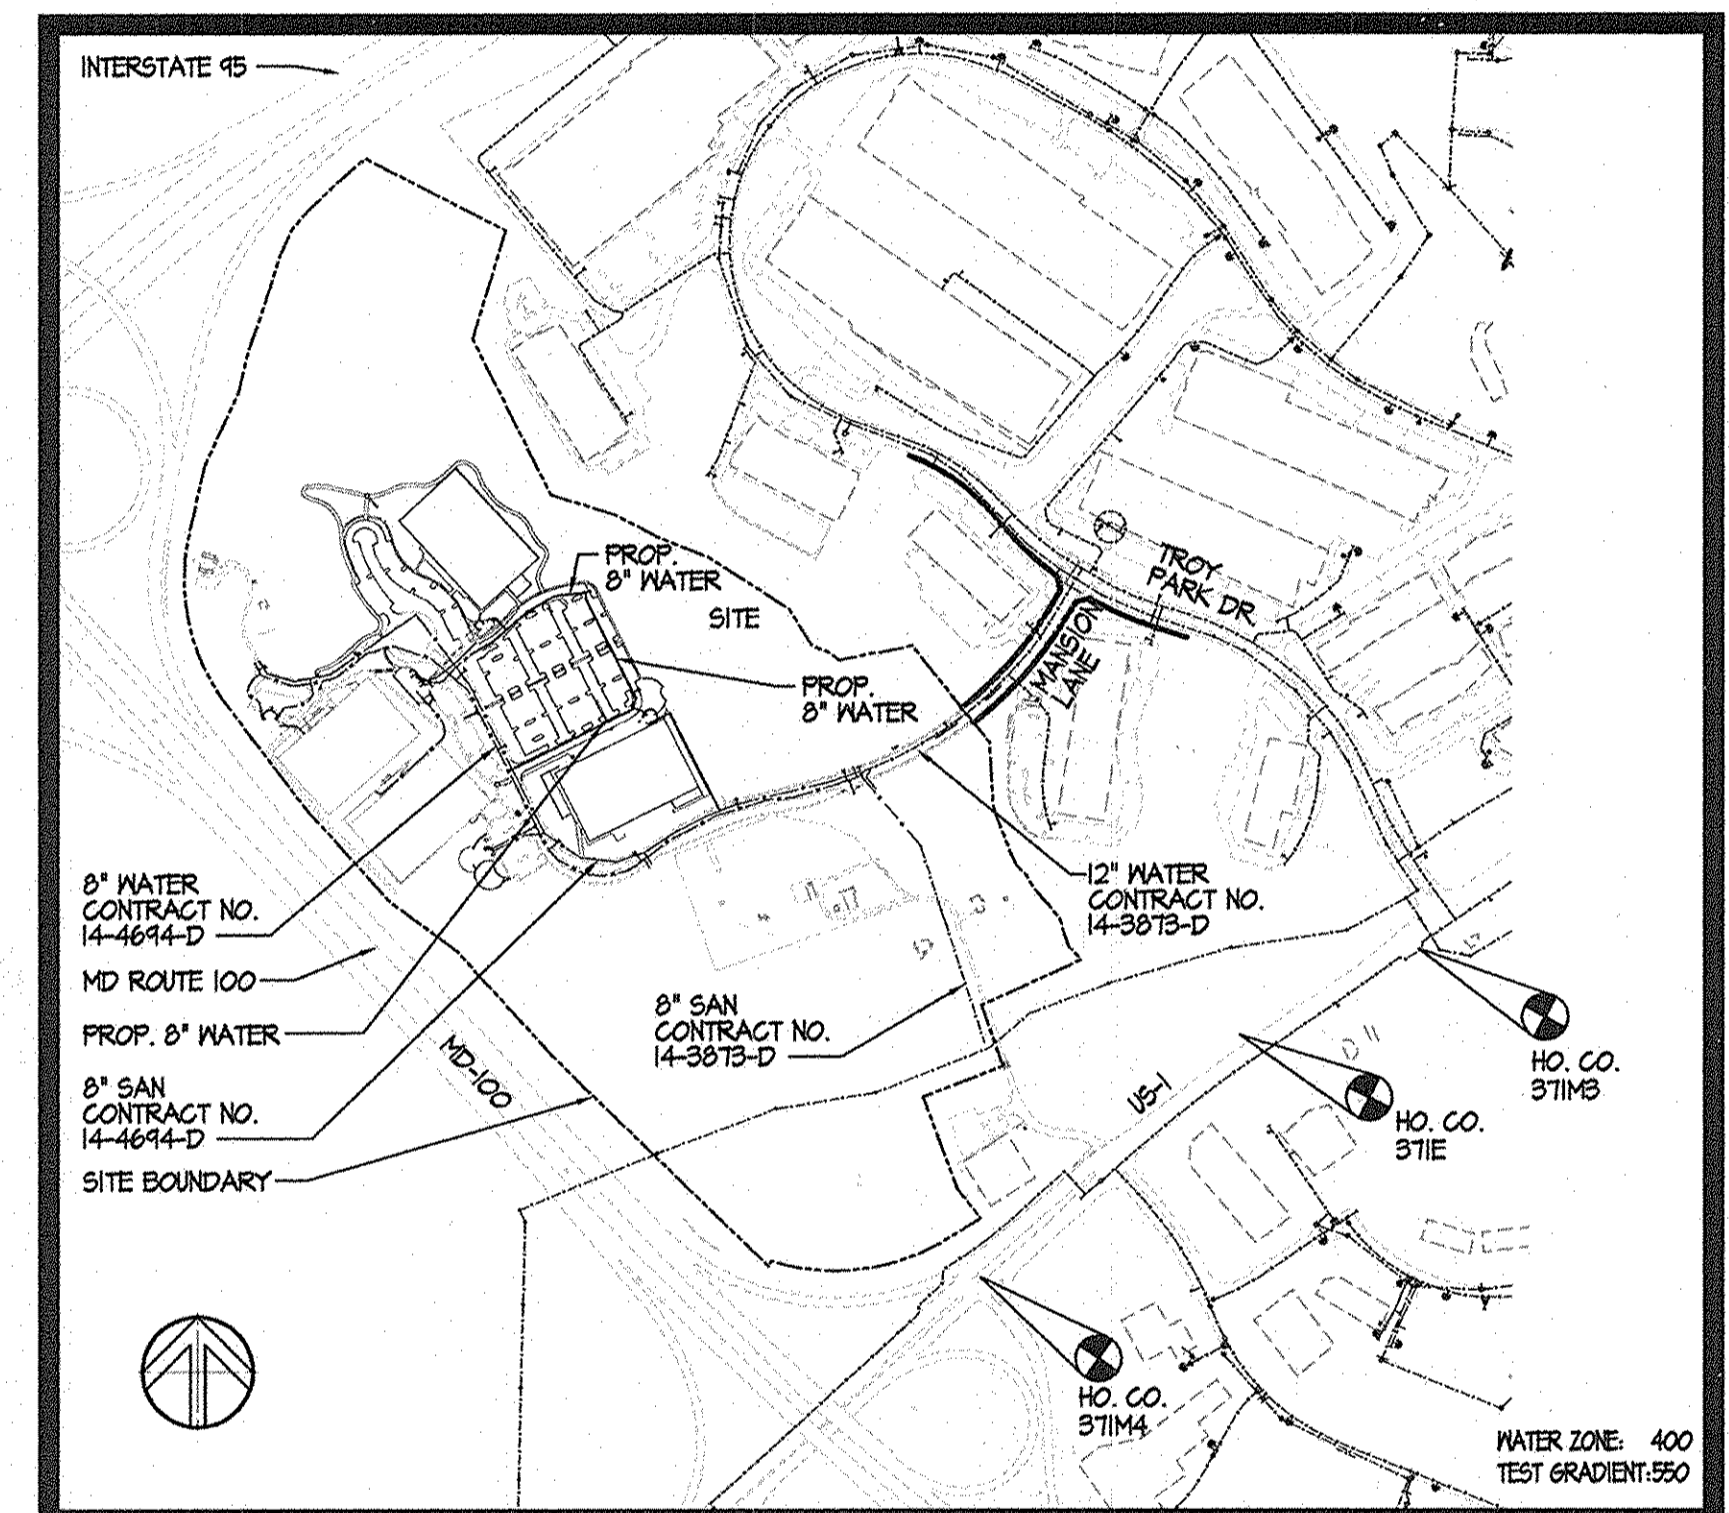 INTERSTATE 95
PROP.
8" WATER
SITE
TROY
PARK DR
MANSION
LANE
PROP.
8" WATER
8" WATER
CONTRACT NO.
14-4694-D
MD ROUTE 100
PROP. 8" WATER
8" SAN
CONTRACT NO.
14-4694-D
SITE BOUNDARY
MD-100
8" SAN
CONTRACT NO.
14-3873-D
12" WATER
CONTRACT NO.
14-3873-D
US-1
HO. CO.
371M3
HO. CO.
371E
HO. CO.
371M4
WATER ZONE: 400
TEST GRADIENT:550